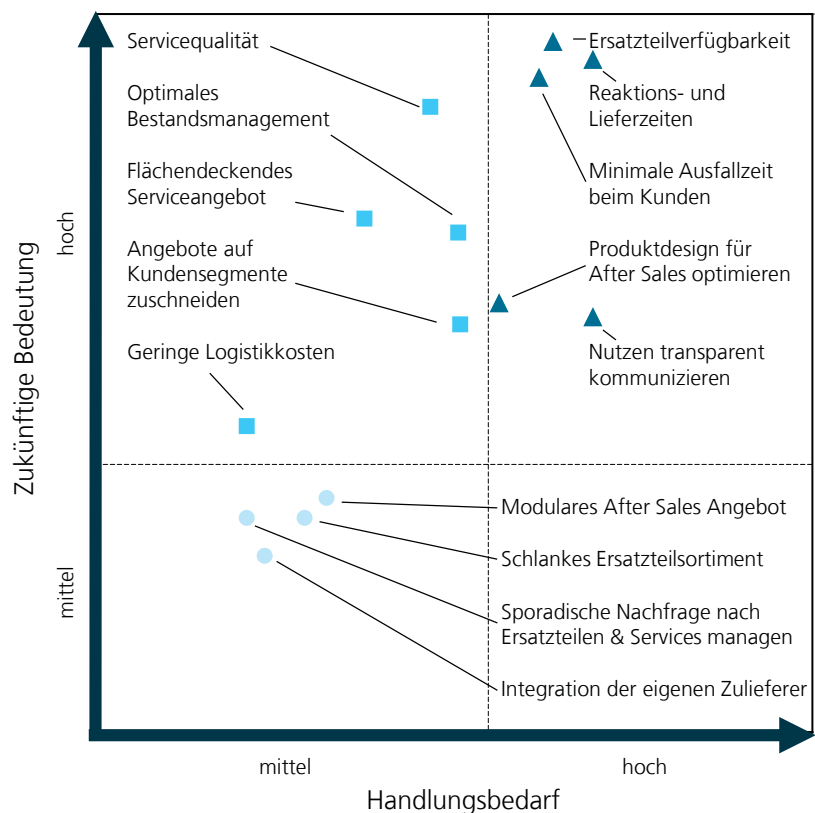 Servicequalität
Optimales
Bestandsmanagement
Flächendeckendes
Serviceangebot
Angebote auf
Kundensegmente
zuschneiden
Geringe Logistikkosten
Ersatzteilverfügbarkeit
Reaktions- und
Lieferzeiten
Minimale Ausfallzeit
beim Kunden
Produktdesign für
After Sales optimieren
Nutzen transparent
kommunizieren
Modulares After Sales Angebot
Schlankes Ersatzteilsortiment
Sporadische Nachfrage nach
Ersatzteilen & Services managen
Integration der eigenen Zulieferer
Zukünftige Bedeutung
hoch
mittel
mittel
hoch
Handlungsbedarf